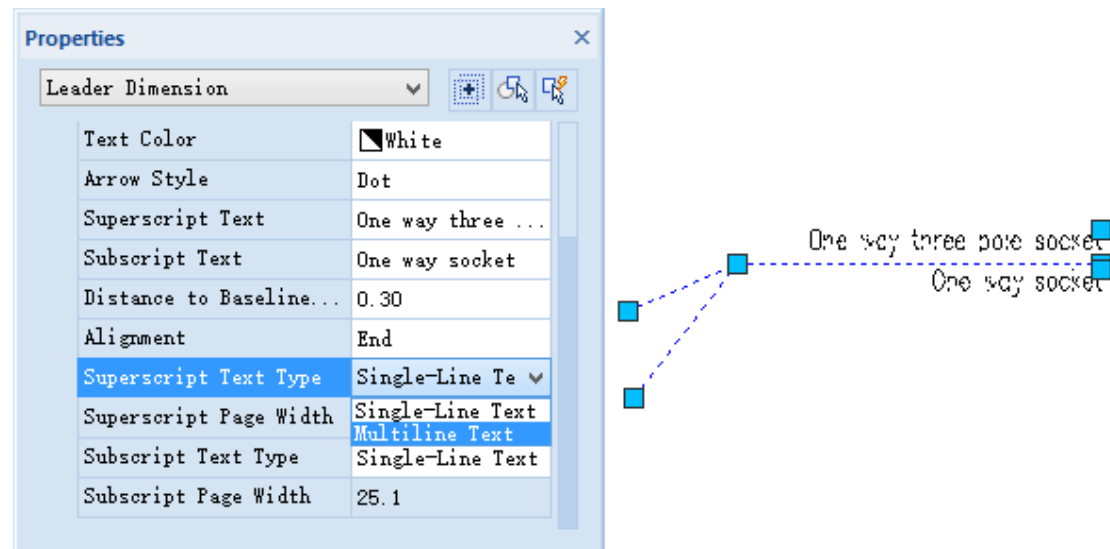 Properties
Leader Dimension
Text Color White
Arrow Style Dot
Superscript Text One way three ...
Subscript Text One way socket
Distance to Baseline... 0.30
Alignment End
Superscript Text Type Single-Line Te
Superscript Page Width Single-Line Text
Multiline Text
Subscript Text Type Single-Line Text
Subscript Page Width 25.1
One way three pole socket
One way socket